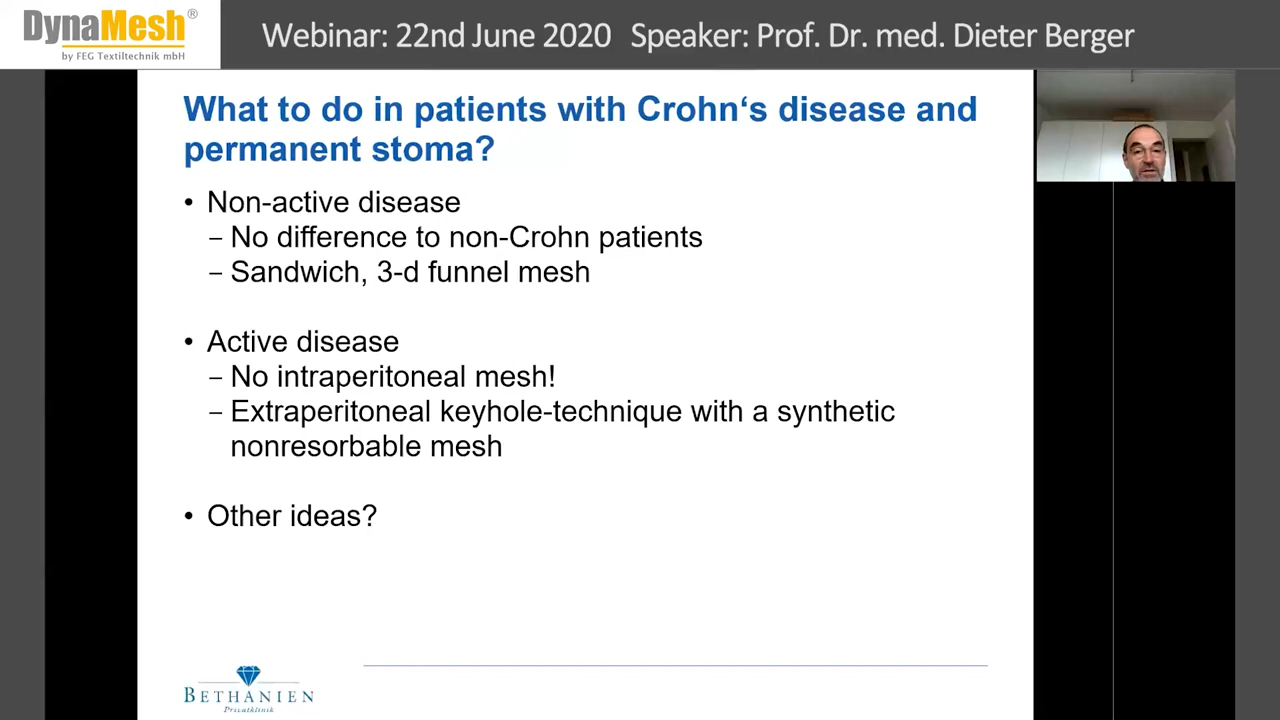 DynaMesh®
by FEG Textiltechnik mbH
Webinar: 22nd June 2020 Speaker: Prof. Dr. med. Dieter Berger
What to do in patients with Crohn‘s disease and
permanent stoma?
• Non-active disease
– No difference to non-Crohn patients
– Sandwich, 3-d funnel mesh
• Active disease
– No intraperitoneal mesh!
– Extraperitoneal keyhole-technique with a synthetic
nonresorbable mesh
• Other ideas?
BETHANIEN
Privatklinik